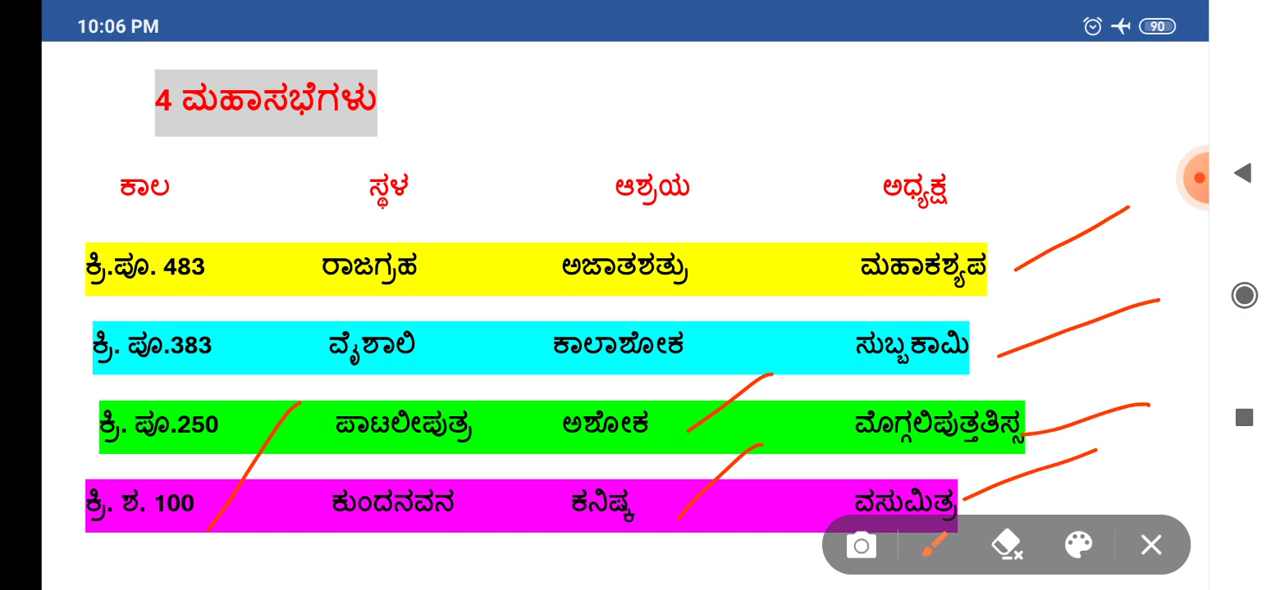 10:06 PM 90
4 ಮಹಾಸಭೆಗಳು
ಕಾಲ ಸ್ಥಳ ಆಶ್ರಯ ಅಧ್ಯಕ್ಷ
ಕ್ರಿ.ಪೂ. 483 ರಾಜಗ್ರಹ ಅಜಾತಶತ್ರು ಮಹಾಕಶ್ಯಪ
ಕ್ರಿ. ಪೂ.383 ವೈಶಾಲಿ ಕಾಲಾಶೋಕ ಸುಬ್ಬಕಾಮಿ
ಕ್ರಿ. ಪೂ.250 ಪಾಟಲೀಪುತ್ರ ಅಶೋಕ ಮೊಗ್ಗಲಿಪುತ್ತತಿಸ್ಸ
ಕ್ರಿ. ಶ. 100 ಕುಂದನವನ ಕನಿಷ್ಕ ವಸುಮಿತ್ರ